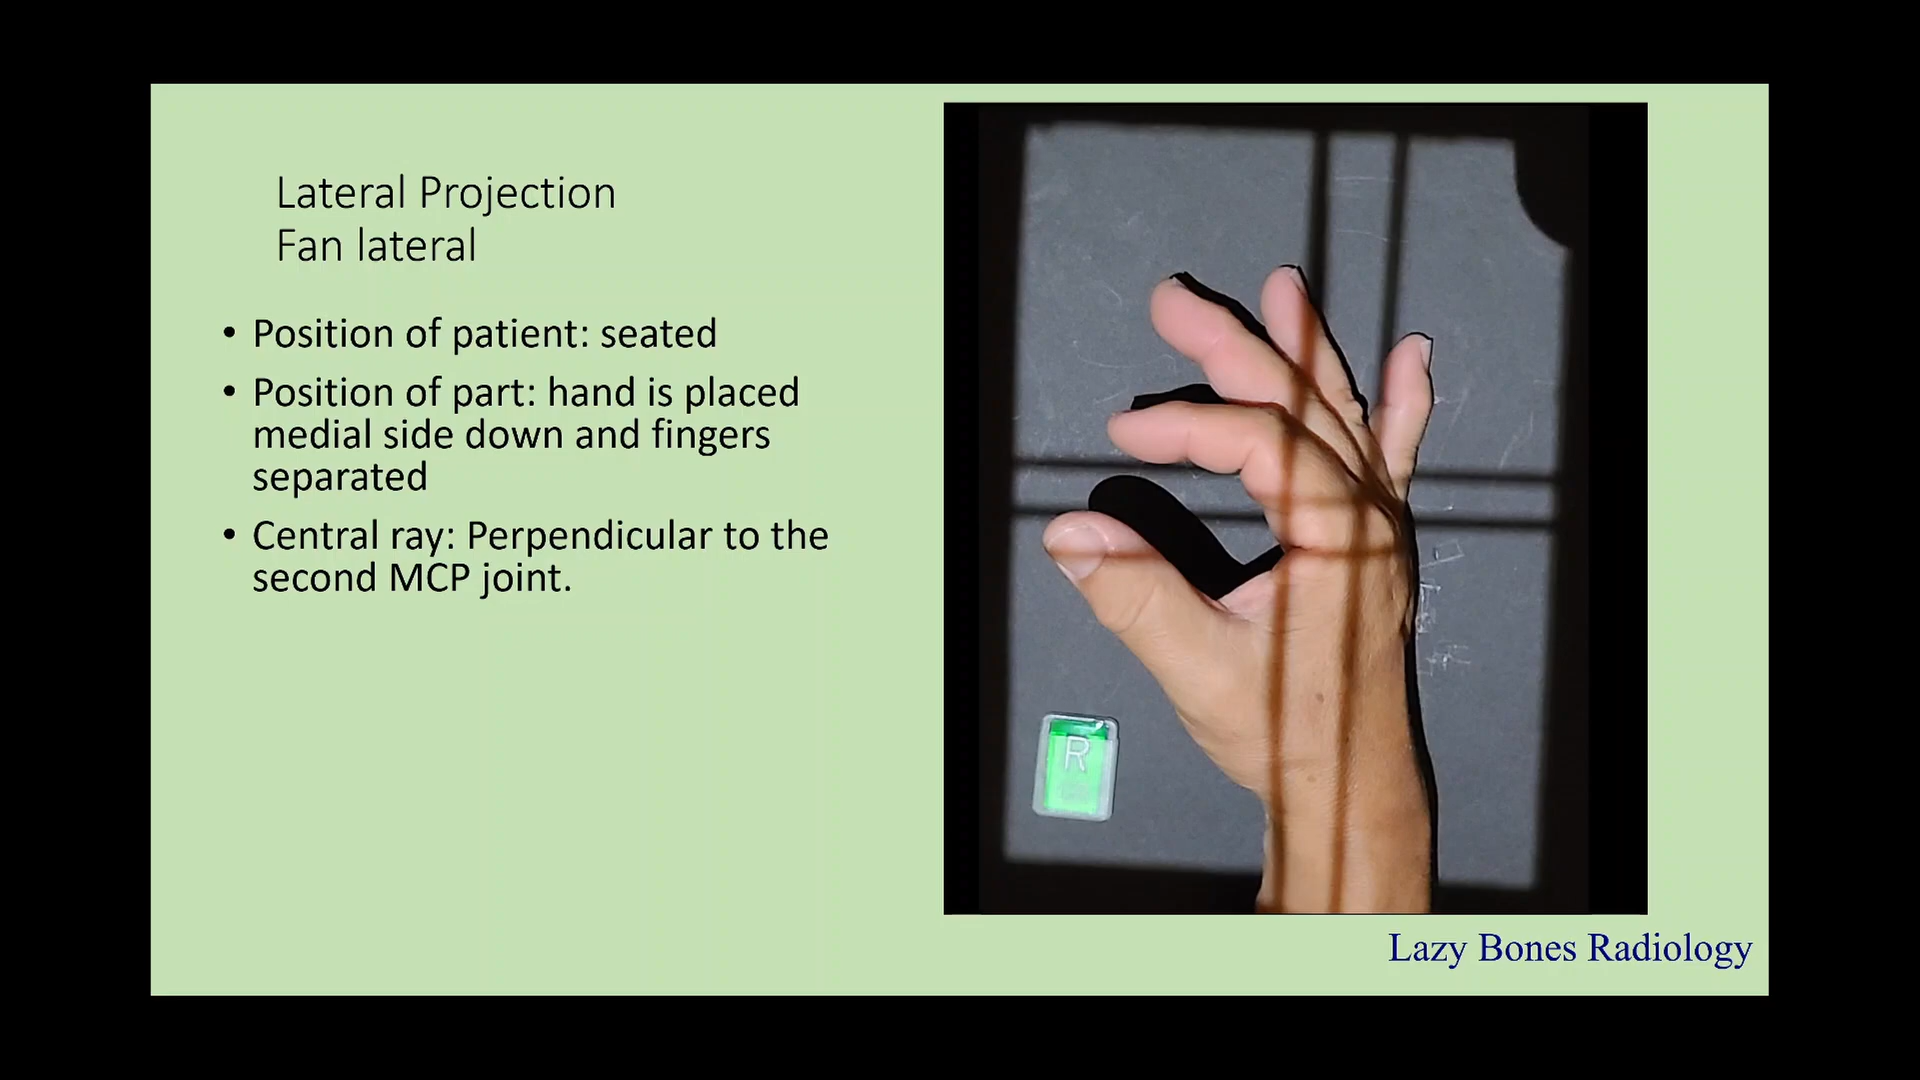 Lateral Projection
Fan lateral
• Position of patient: seated
• Position of part: hand is placed
medial side down and fingers
separated
• Central ray: Perpendicular to the
second MCP joint.
R
Lazy Bones Radiology